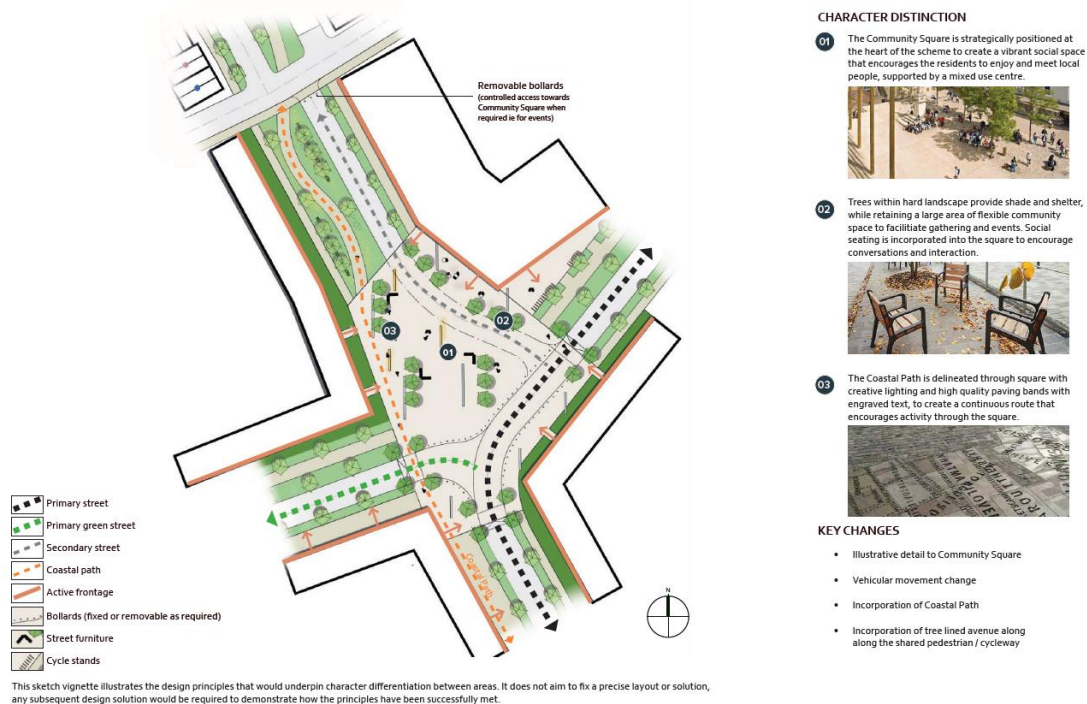 Removable bollards
(controlled access towards
Community Square when
required ie for events)
03
02
01
Coastal Path
N
Primary street
Primary green street
Secondary street
Coastal path
Active frontage
Bollards (fixed or removable as required)
Street furniture
Cycle stands
This sketch vignette illustrates the design principles that would underpin character differentiation between areas. It does not aim to fix a precise layout or solution,
any subsequent design solution would be required to demonstrate how the principles have been successfully met.
CHARACTER DISTINCTION
01
The Community Square is strategically positioned at
the heart of the scheme to create a vibrant social space
that encourages the residents to enjoy and meet local
people, supported by a mixed use centre.
02
Trees within hard landscape provide shade and shelter,
while retaining a large area of flexible community
space to facilitiate gathering and events. Social
seating is incorporated into the square to encourage
conversations and interaction.
03
The Coastal Path is delineated through square with
creative lighting and high quality paving bands with
engraved text, to create a continuous route that
encourages activity through the square.
KEY CHANGES
• Illustrative detail to Community Square
• Vehicular movement change
• Incorporation of Coastal Path
• Incorporation of tree lined avenue along
along the shared pedestrian / cycleway